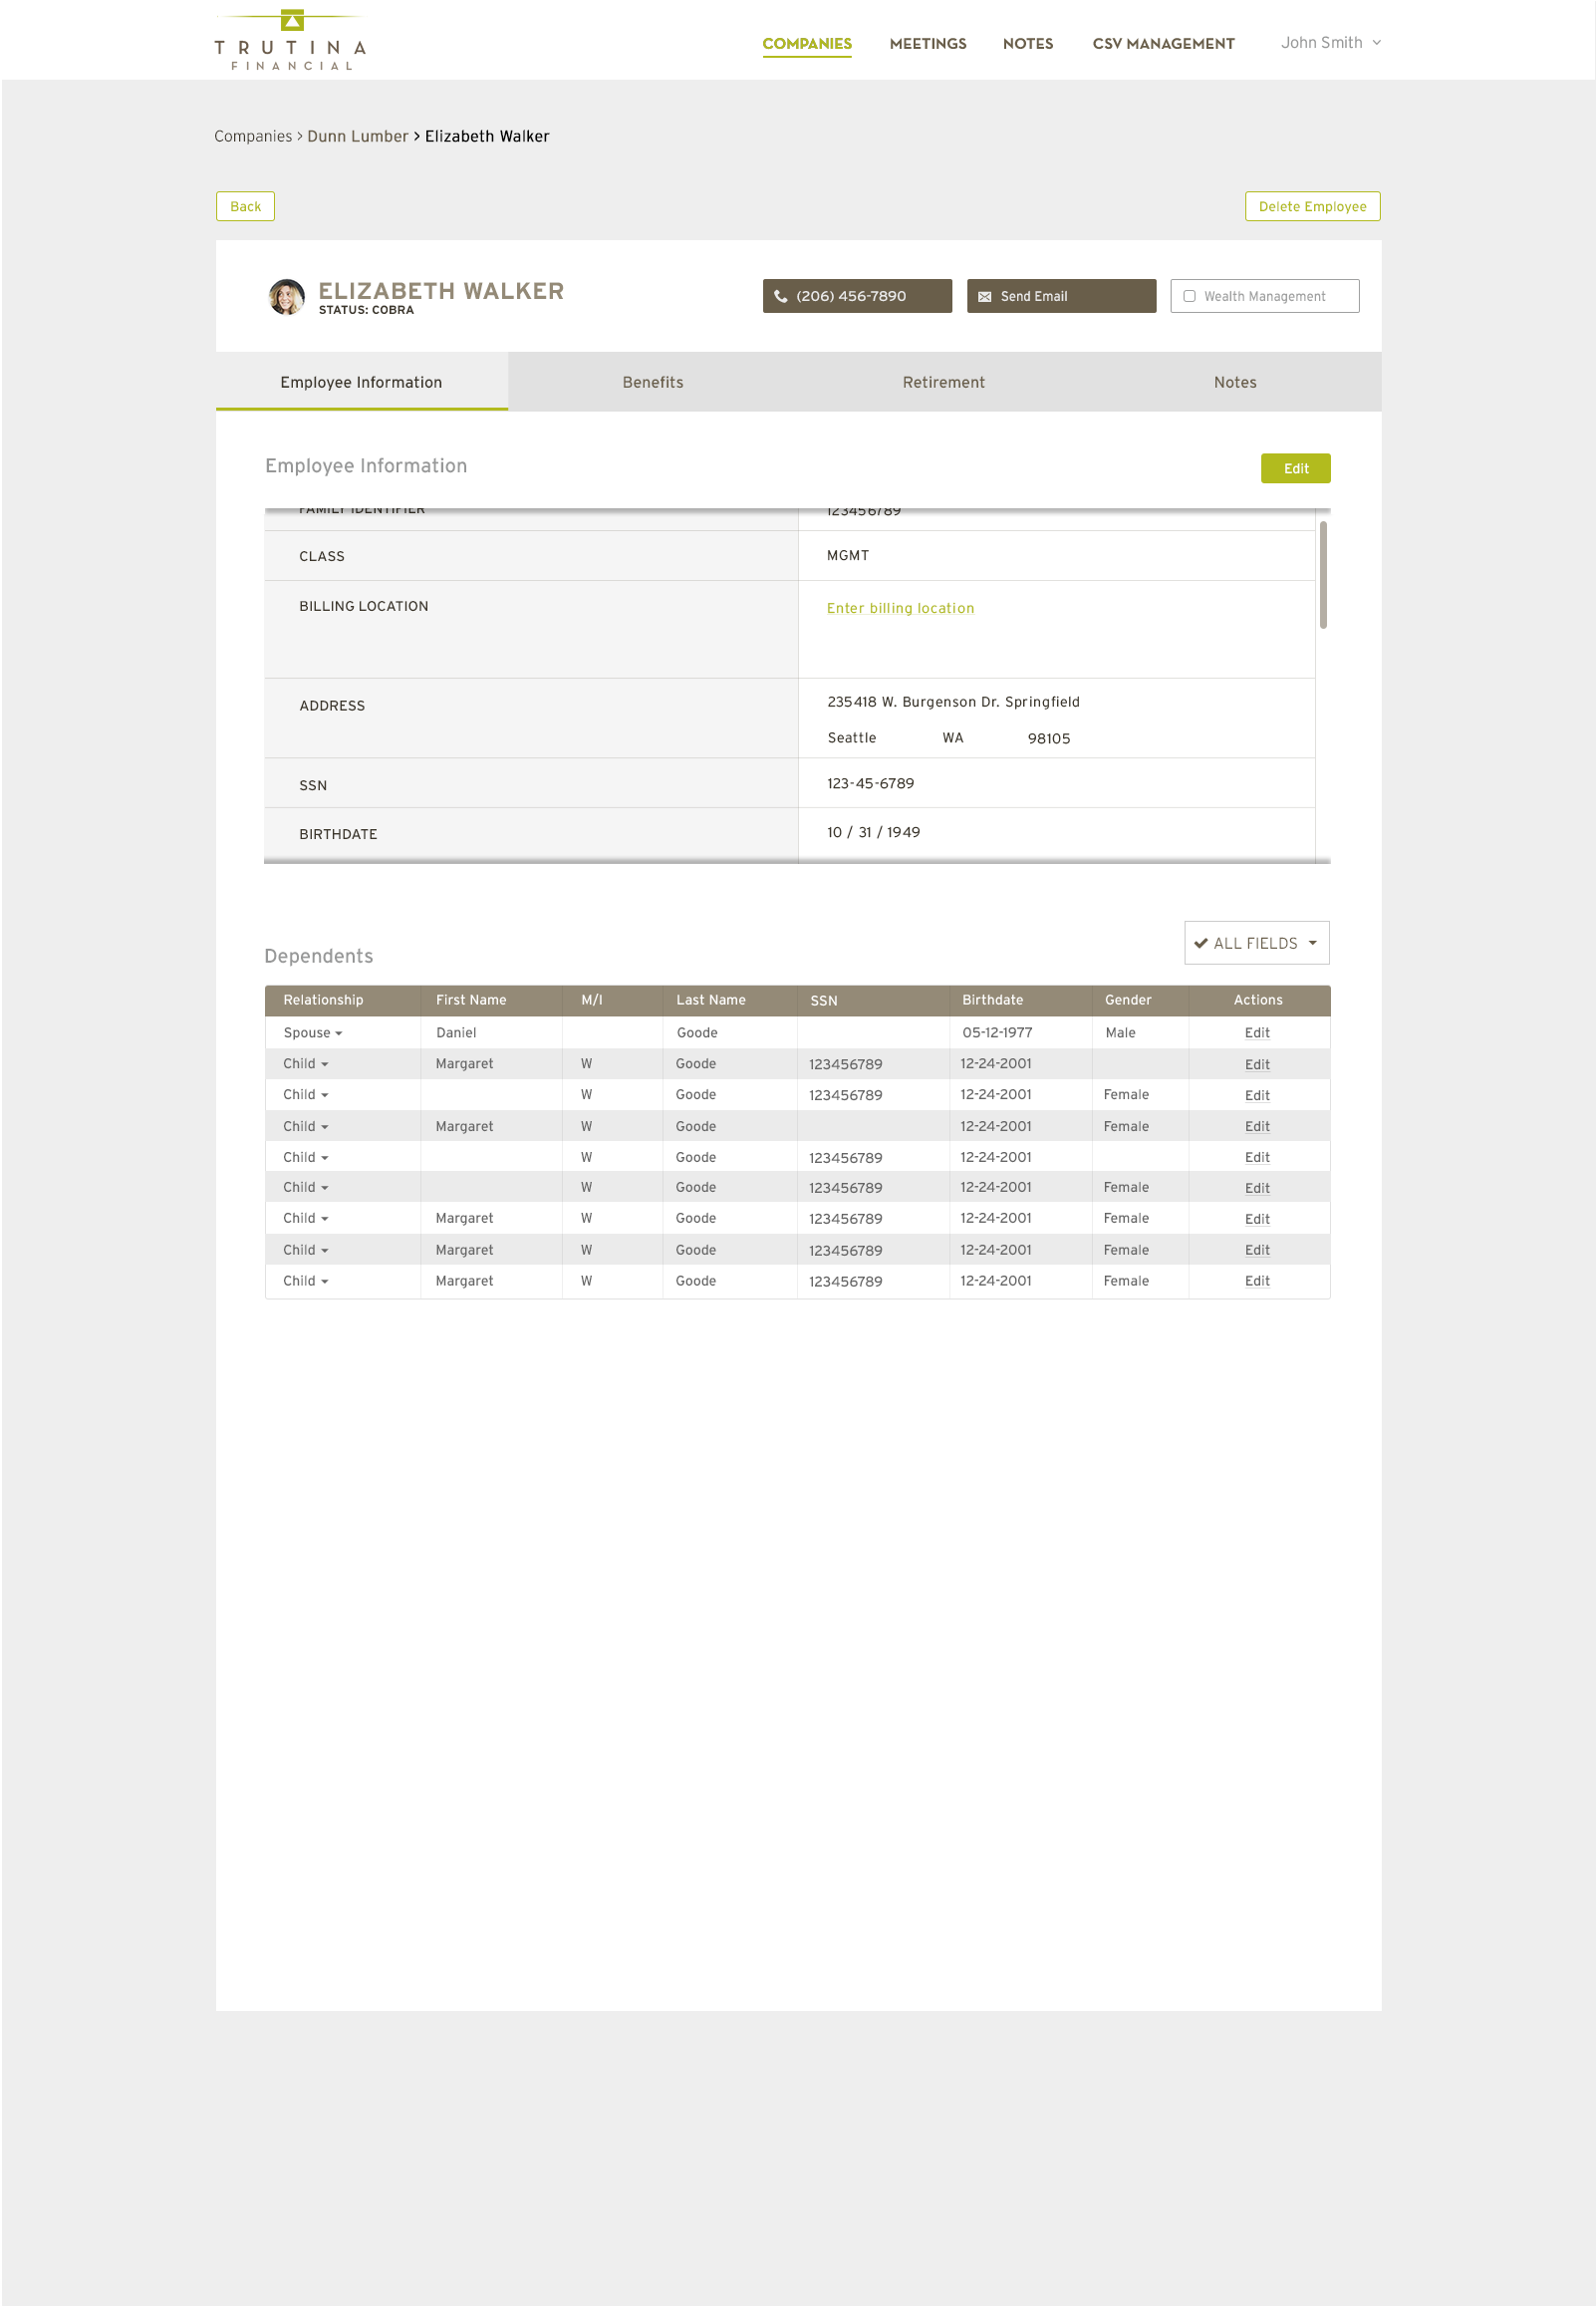 TRUTINA
FINANCIAL
COMPANIES MEETINGS NOTES CSV MANAGEMENT John Smith
Companies > Dunn Lumber > Elizabeth Walker
Back Delete Employee
ELIZABETH WALKER
STATUS: COBRA
(206) 456-7890 Send Email Wealth Management
Employee Information Benefits Retirement Notes
Employee Information Edit
FAMILY IDENTIFIER 123456789
CLASS MGMT
BILLING LOCATION Enter billing location
ADDRESS 235418 W. Burgenson Dr. Springfield
Seattle WA 98105
SSN 123-45-6789
BIRTHDATE 10 / 31 / 1949
Dependents ALL FIELDS
Relationship First Name M/I Last Name SSN Birthdate Gender Actions
Spouse Daniel Goode 05-12-1977 Male Edit
Child Margaret W Goode 123456789 12-24-2001 Edit
Child W Goode 123456789 12-24-2001 Female Edit
Child Margaret W Goode 12-24-2001 Female Edit
Child W Goode 123456789 12-24-2001 Edit
Child W Goode 123456789 12-24-2001 Female Edit
Child Margaret W Goode 123456789 12-24-2001 Female Edit
Child Margaret W Goode 123456789 12-24-2001 Female Edit
Child Margaret W Goode 123456789 12-24-2001 Female Edit